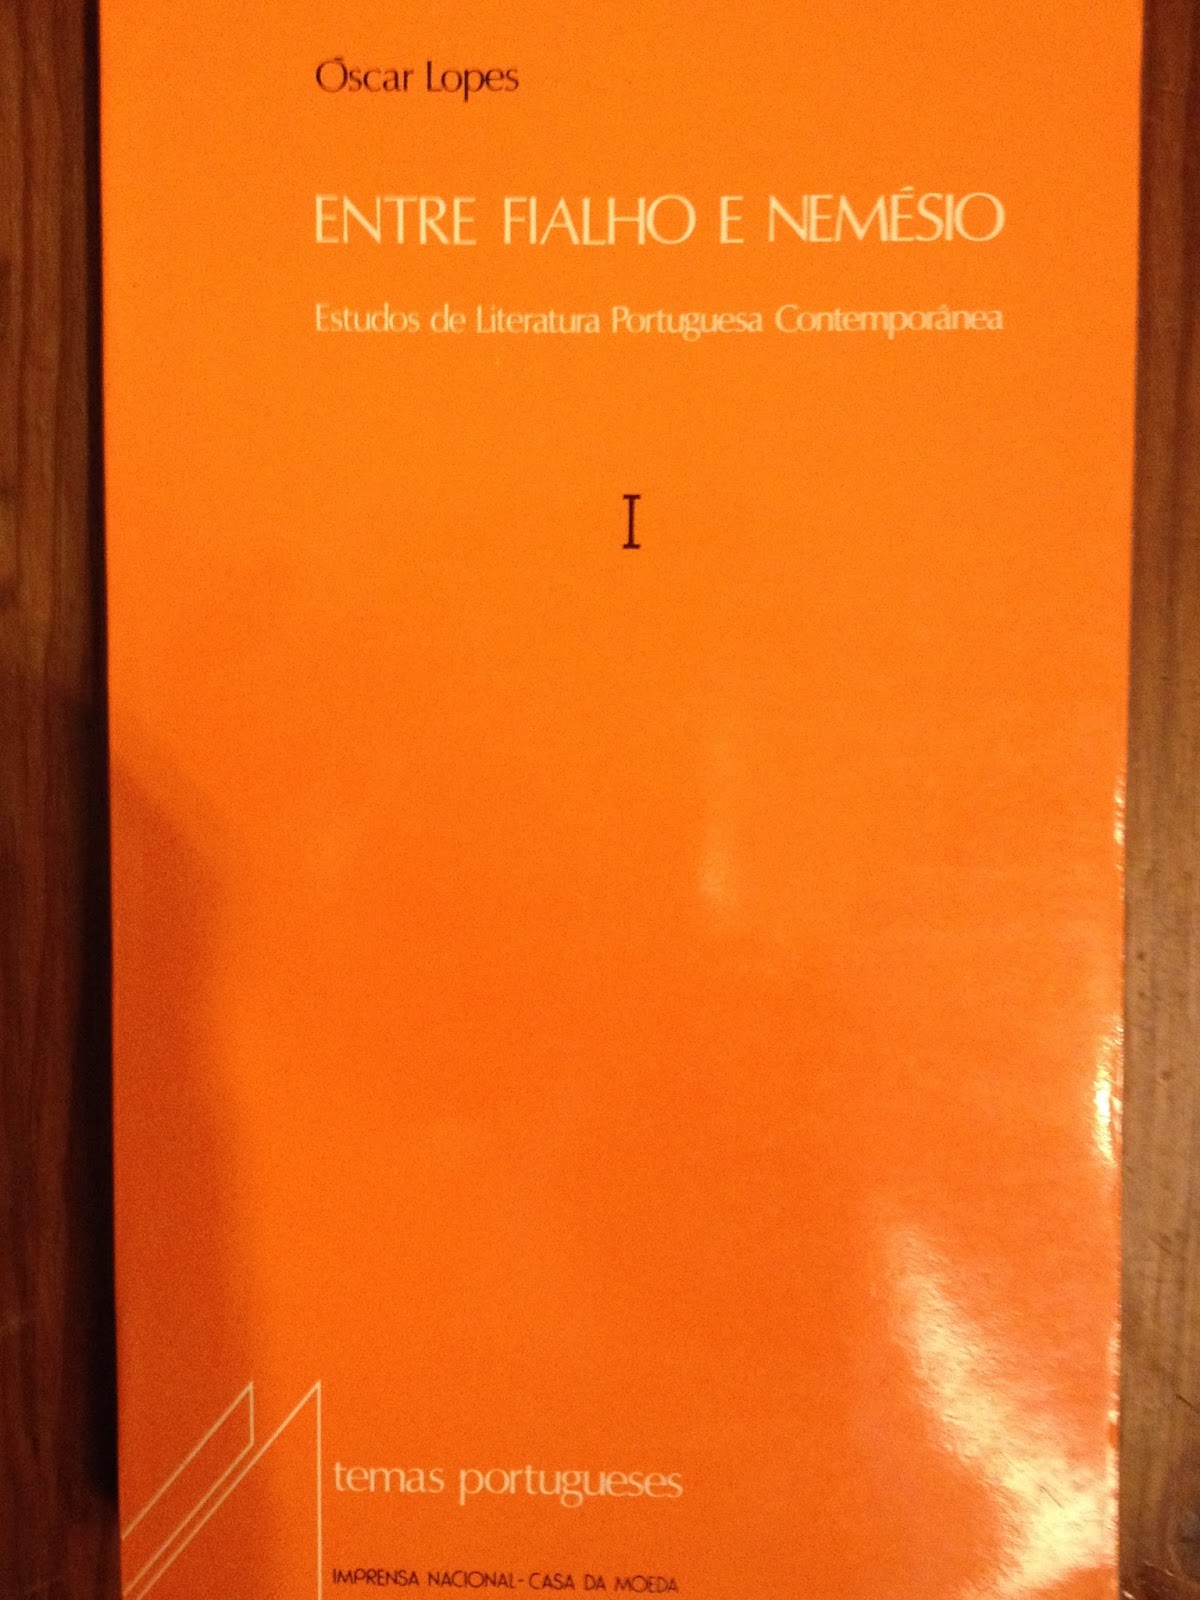 Óscar Lopes
ENTRE FIALHO E NEMÉSIO
Estudos de Literatura Portuguesa Contemporânea
I
temas portugueses
IMPRENSA NACIONAL - CASA DA MOEDA